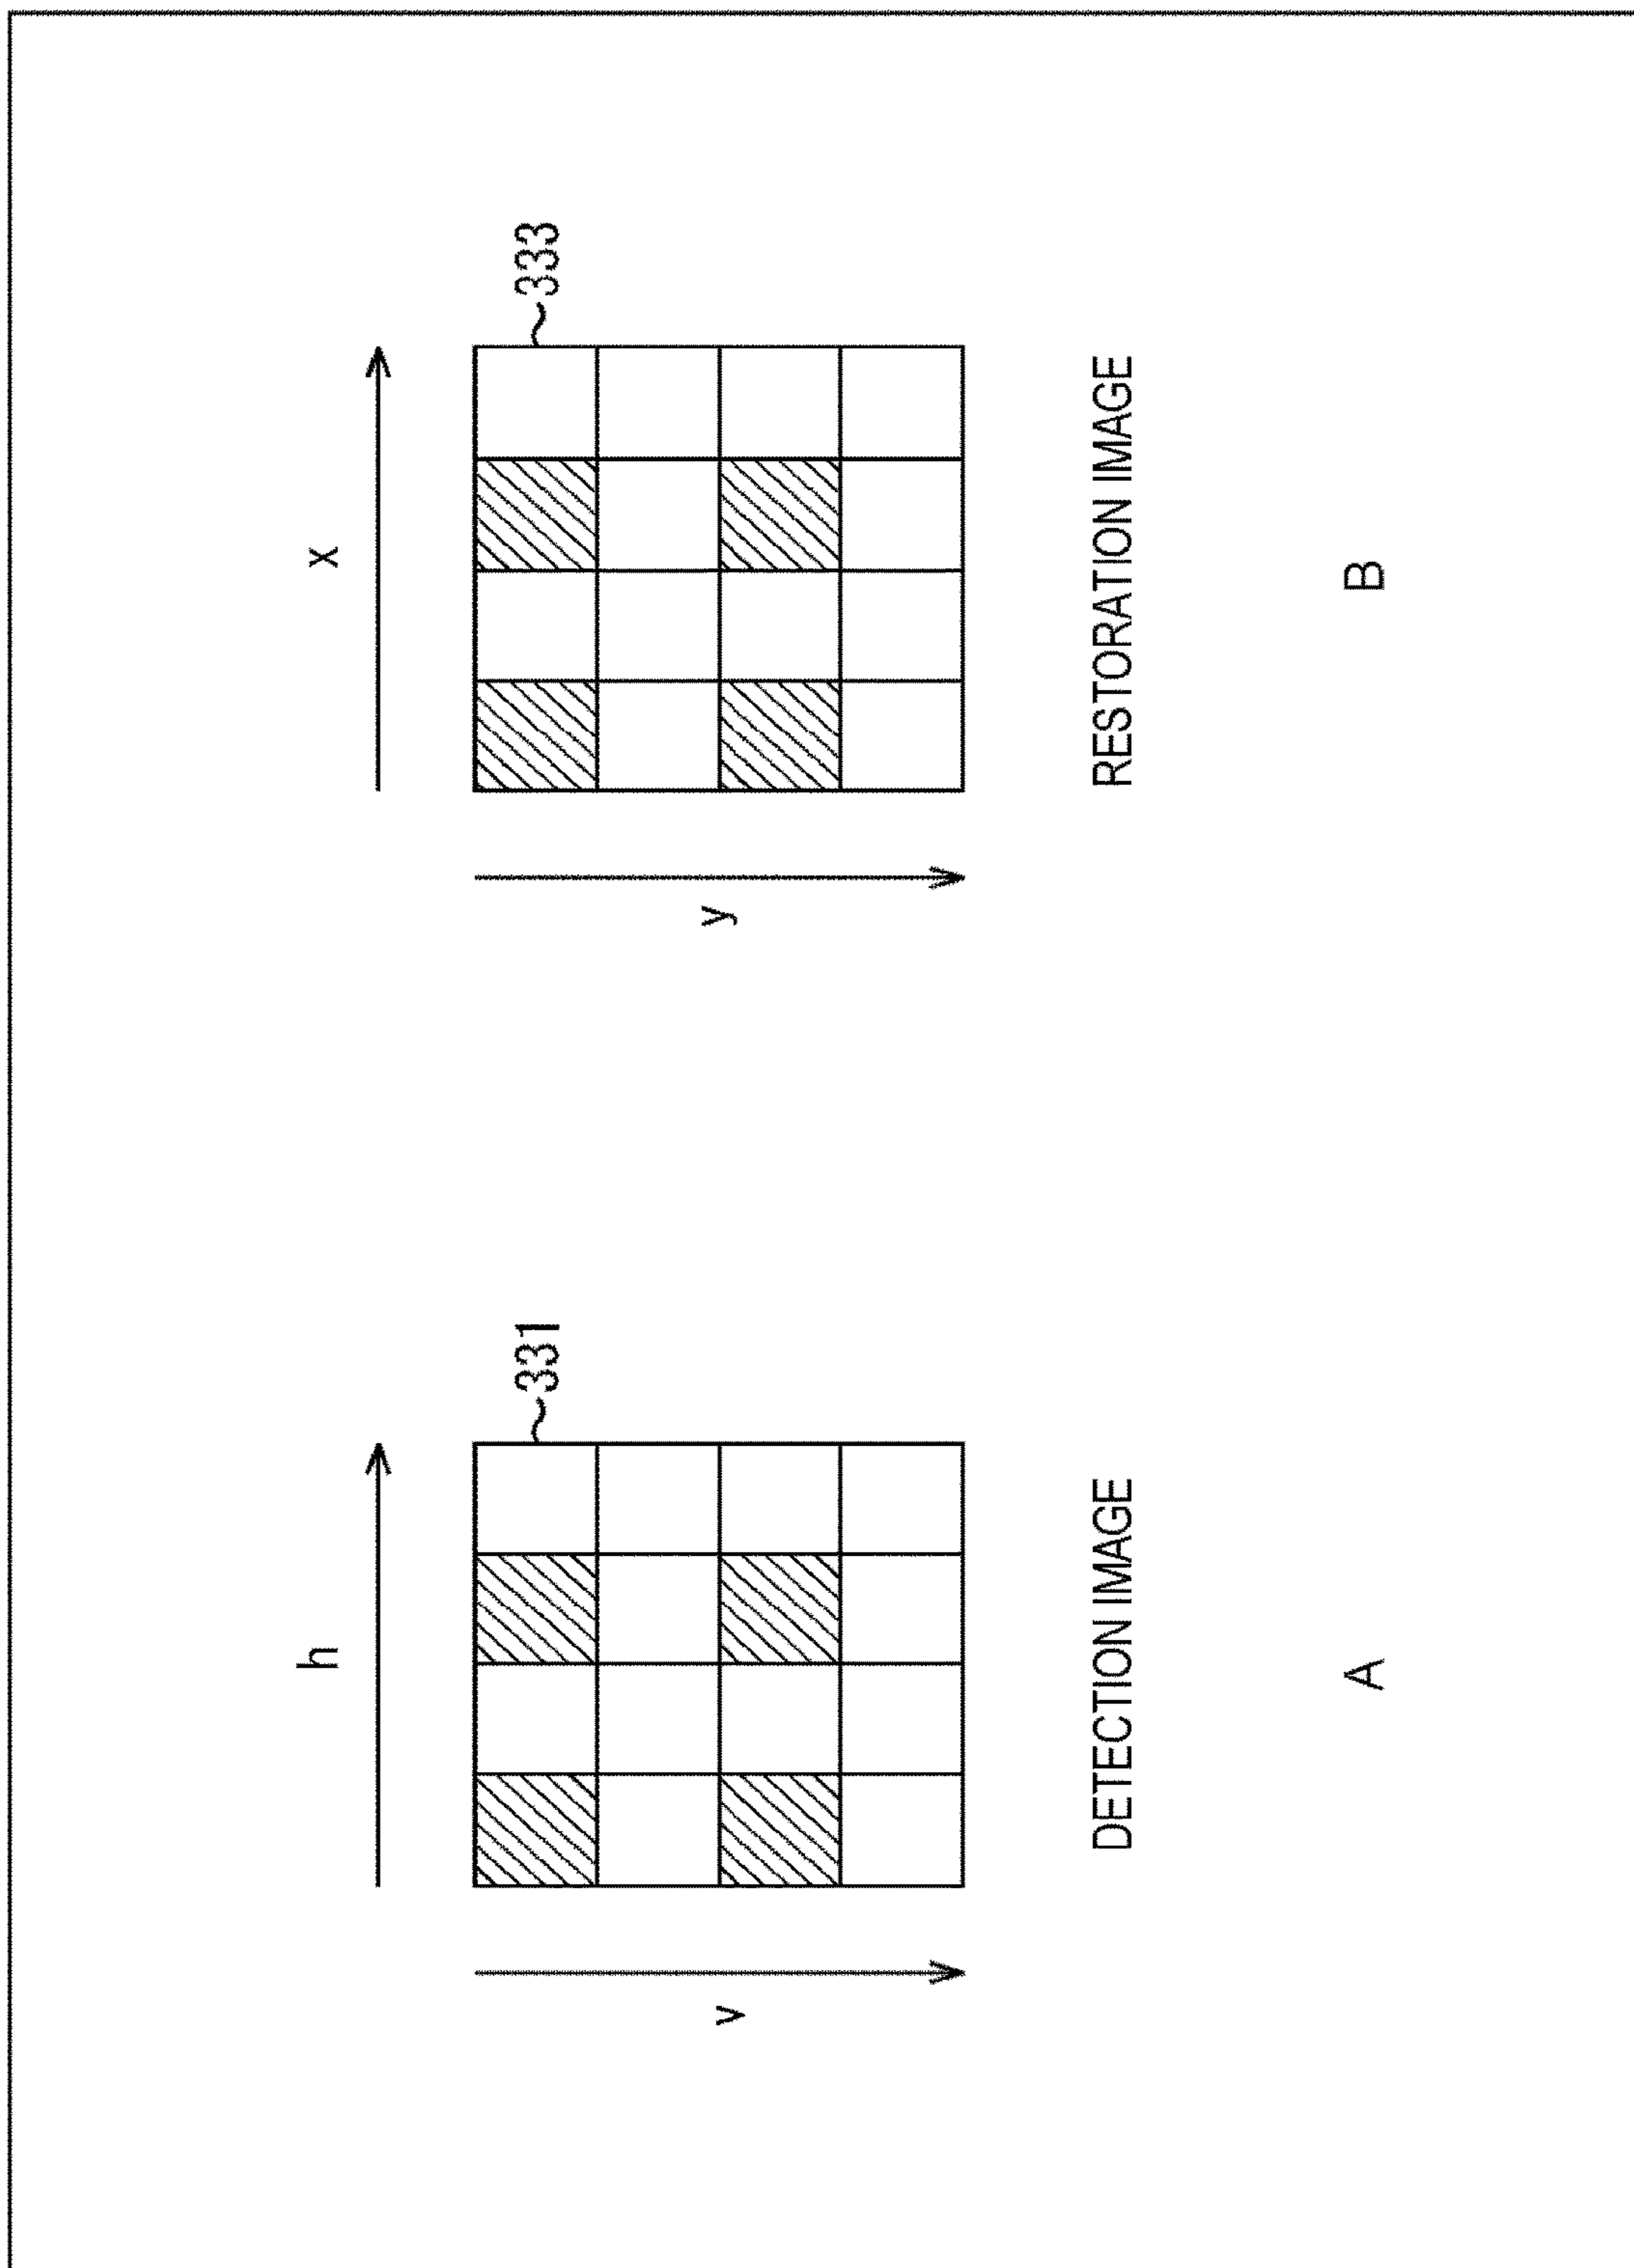 h
331
v
DETECTION IMAGE
A
x
333
y
RESTORATION IMAGE
B